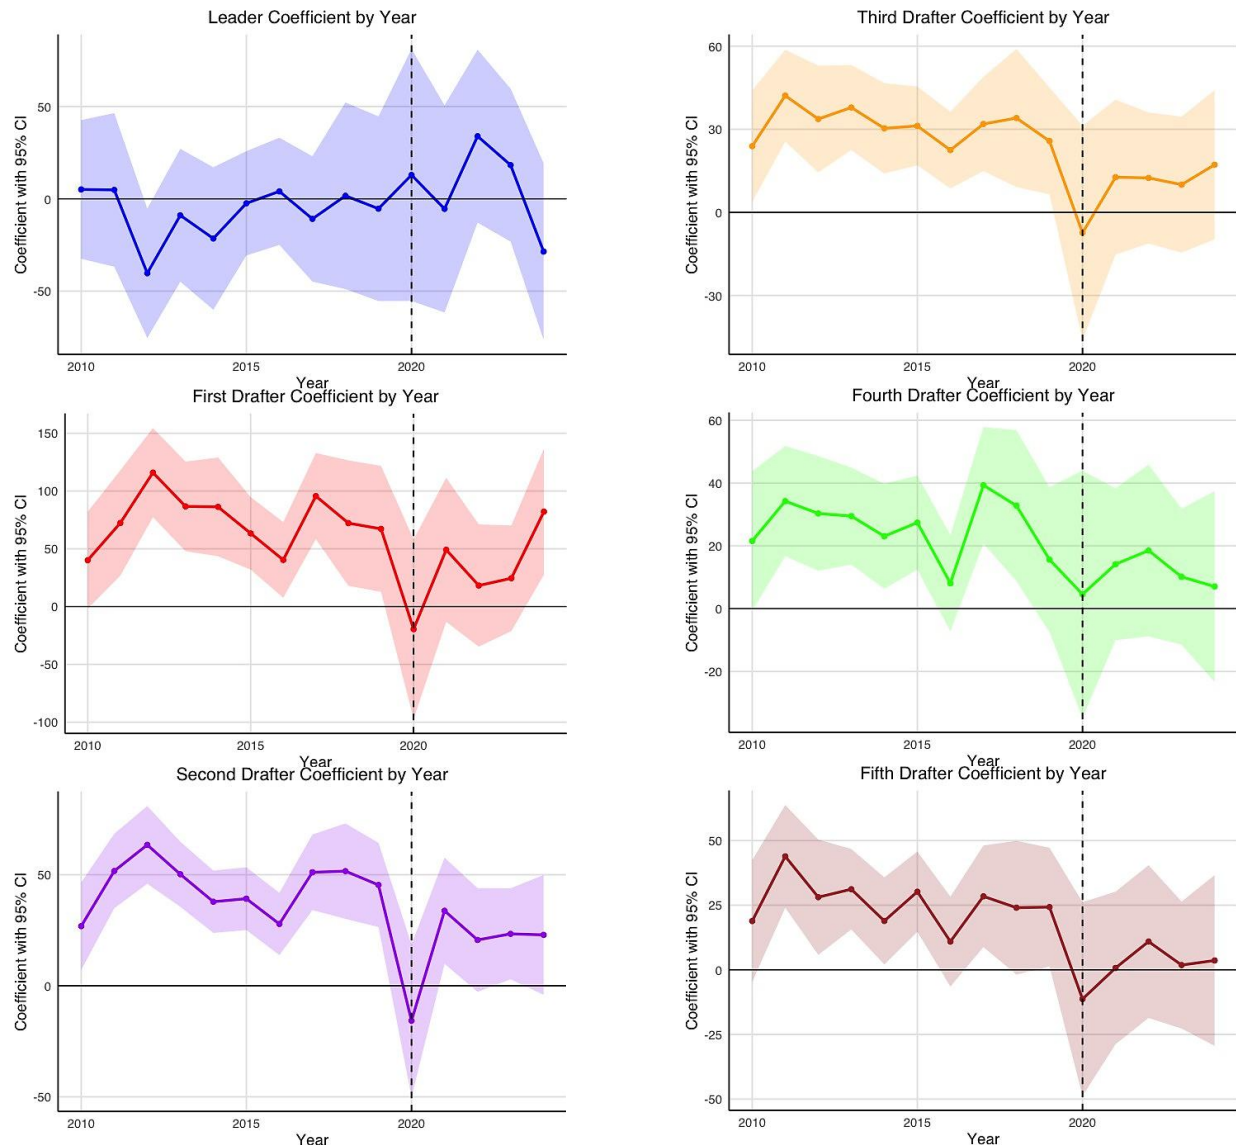 Leader Coefficient by Year
Coefficient with 95% CI
50
0
-50
2010
2015
2020
Year
Third Drafter Coefficient by Year
Coefficient with 95% CI
60
30
0
-30
2010
2015
2020
Year
First Drafter Coefficient by Year
Coefficient with 95% CI
150
100
50
0
-50
-100
2010
2015
2020
Year
Fourth Drafter Coefficient by Year
Coefficient with 95% CI
60
40
20
0
-20
2010
2015
2020
Year
Second Drafter Coefficient by Year
Coefficient with 95% CI
50
0
-50
2010
2015
2020
Year
Fifth Drafter Coefficient by Year
Coefficient with 95% CI
50
25
0
-25
-50
2010
2015
2020
Year